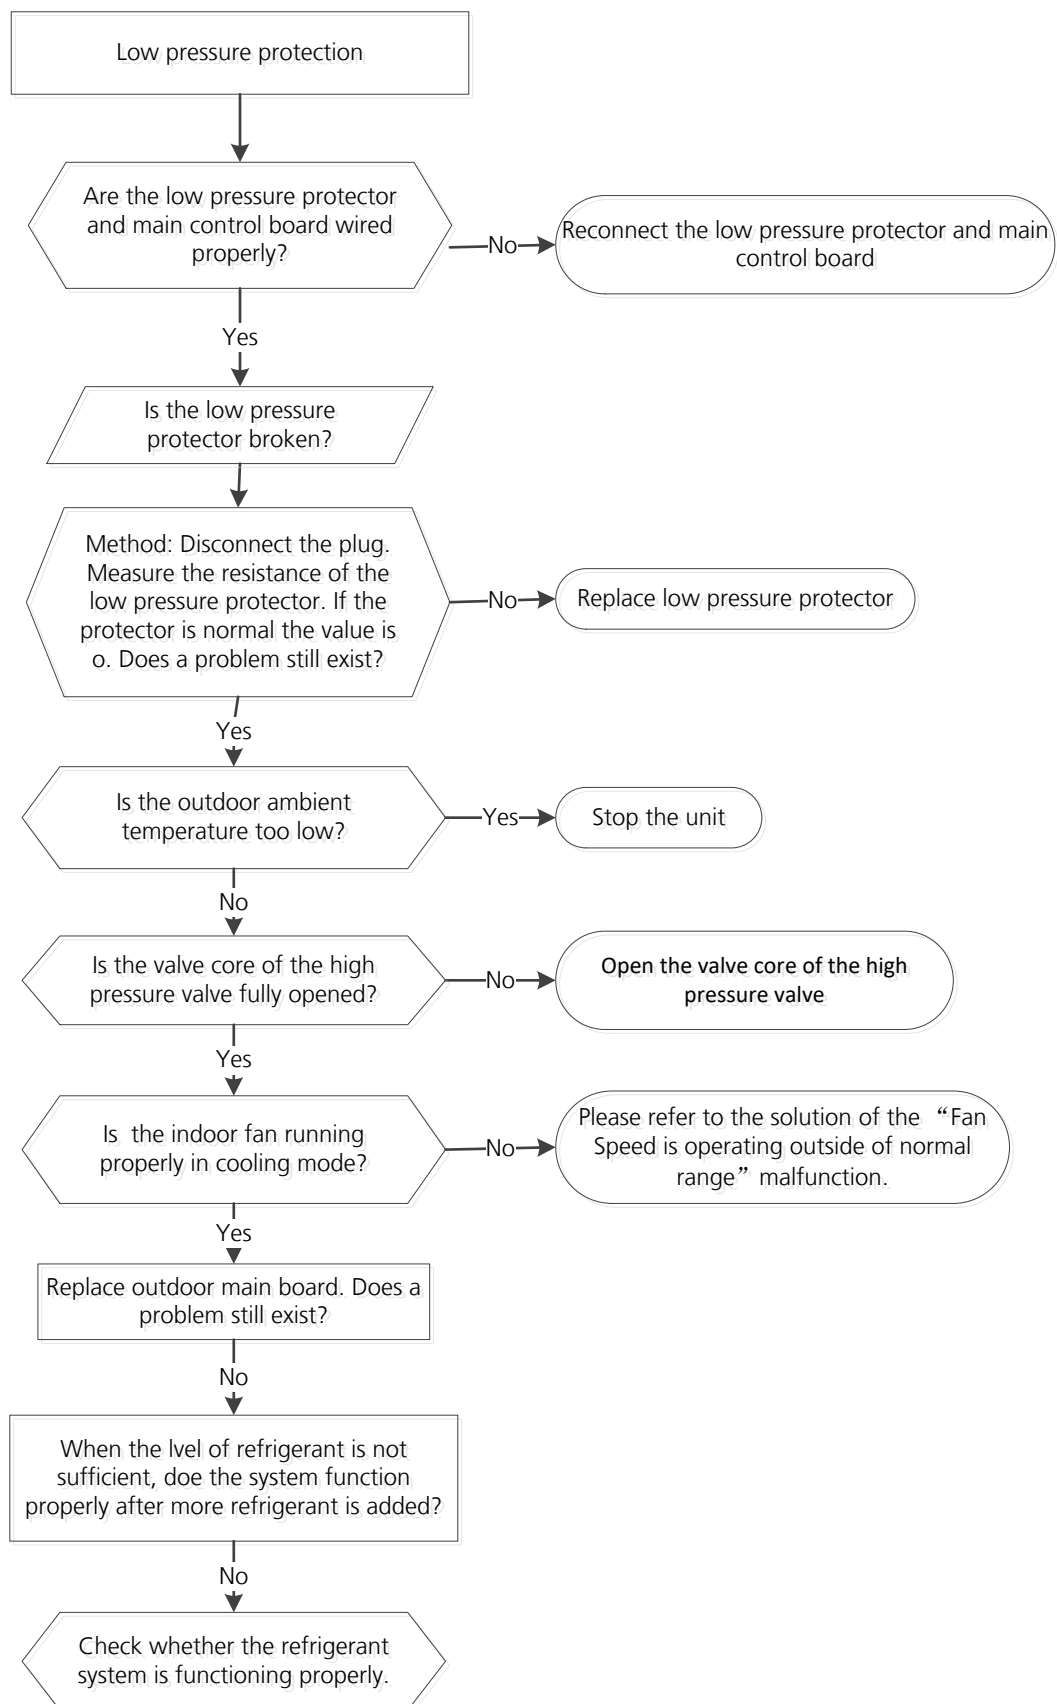 Low pressure protection
Are the low pressure protector
and main control board wired
properly?
No
Reconnect the low pressure protector and main
control board
Yes
Is the low pressure
protector broken?
Method: Disconnect the plug.
Measure the resistance of the
low pressure protector. If the
protector is normal the value is
o. Does a problem still exist?
No
Replace low pressure protector
Yes
Is the outdoor ambient
temperature too low?
Yes
Stop the unit
No
Is the valve core of the high
pressure valve fully opened?
No
Open the valve core of the high
pressure valve
Yes
Is the indoor fan running
properly in cooling mode?
No
Please refer to the solution of the “Fan
Speed is operating outside of normal
range” malfunction.
Yes
Replace outdoor main board. Does a
problem still exist?
No
When the lvel of refrigerant is not
sufficient, doe the system function
properly after more refrigerant is added?
No
Check whether the refrigerant
system is functioning properly.